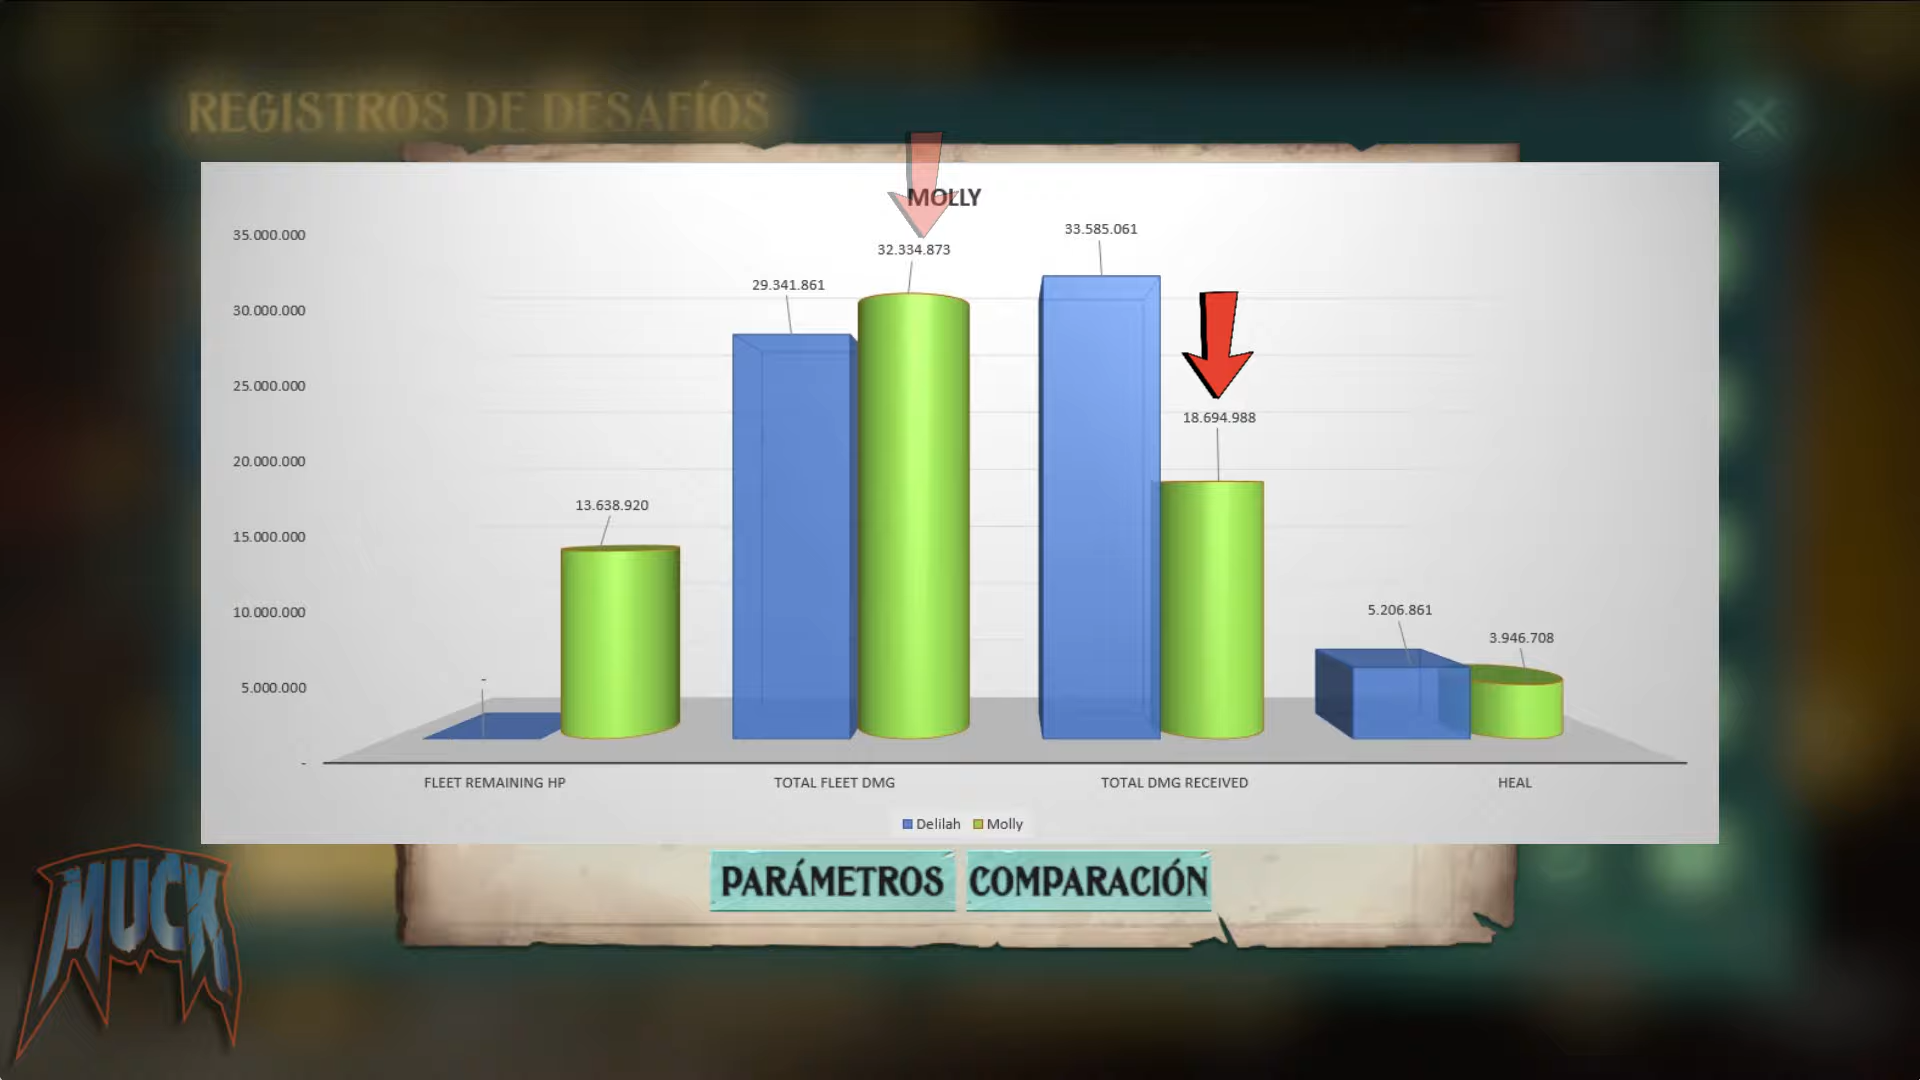 REGISTROS DE DESAFÍOS
MOLLY
35.000.000
30.000.000
25.000.000
20.000.000
15.000.000
10.000.000
5.000.000
-
-
13.638.920
29.341.861
32.334.873
33.585.061
18.694.988
5.206.861
3.946.708
FLEET REMAINING HP
TOTAL FLEET DMG
TOTAL DMG RECEIVED
HEAL
Delilah
Molly
PARÁMETROS
COMPARACIÓN
MUCK